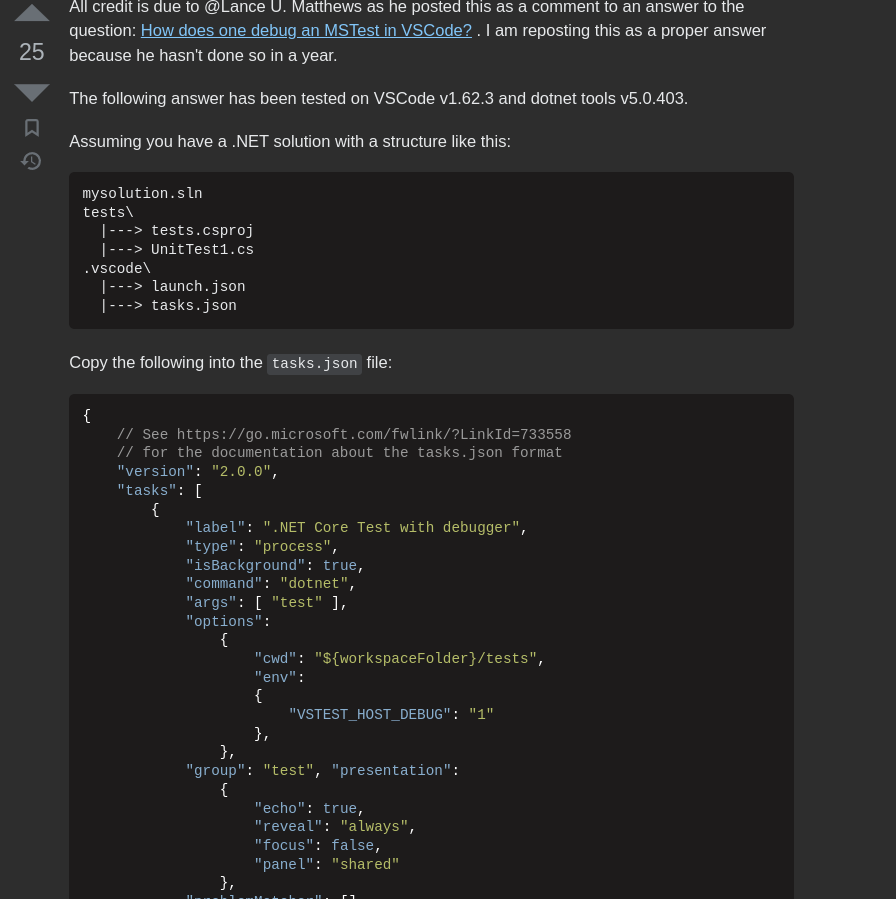 All credit is due to @Lance U. Matthews as he posted this as a comment to an answer to the
25
question: How does one debug an MSTest in VSCode? . I am reposting this as a proper answer
because he hasn't done so in a year.
The following answer has been tested on VSCode v1.62.3 and dotnet tools v5.0.403.
Assuming you have a .NET solution with a structure like this:
mysolution.sln
tests\
  |---> tests.csproj
  |---> UnitTest1.cs
.vscode\
  |---> launch.json
  |---> tasks.json
Copy the following into the tasks.json file:
{
    // See https://go.microsoft.com/fwlink/?LinkId=733558
    // for the documentation about the tasks.json format
    "version": "2.0.0",
    "tasks": [
        {
            "label": ".NET Core Test with debugger",
            "type": "process",
            "isBackground": true,
            "command": "dotnet",
            "args": [ "test" ],
            "options":
                {
                    "cwd": "${workspaceFolder}/tests",
                    "env":
                    {
                        "VSTEST_HOST_DEBUG": "1"
                    },
                },
            "group": "test", "presentation":
                {
                    "echo": true,
                    "reveal": "always",
                    "focus": false,
                    "panel": "shared"
                },
            "problemMatcher": []